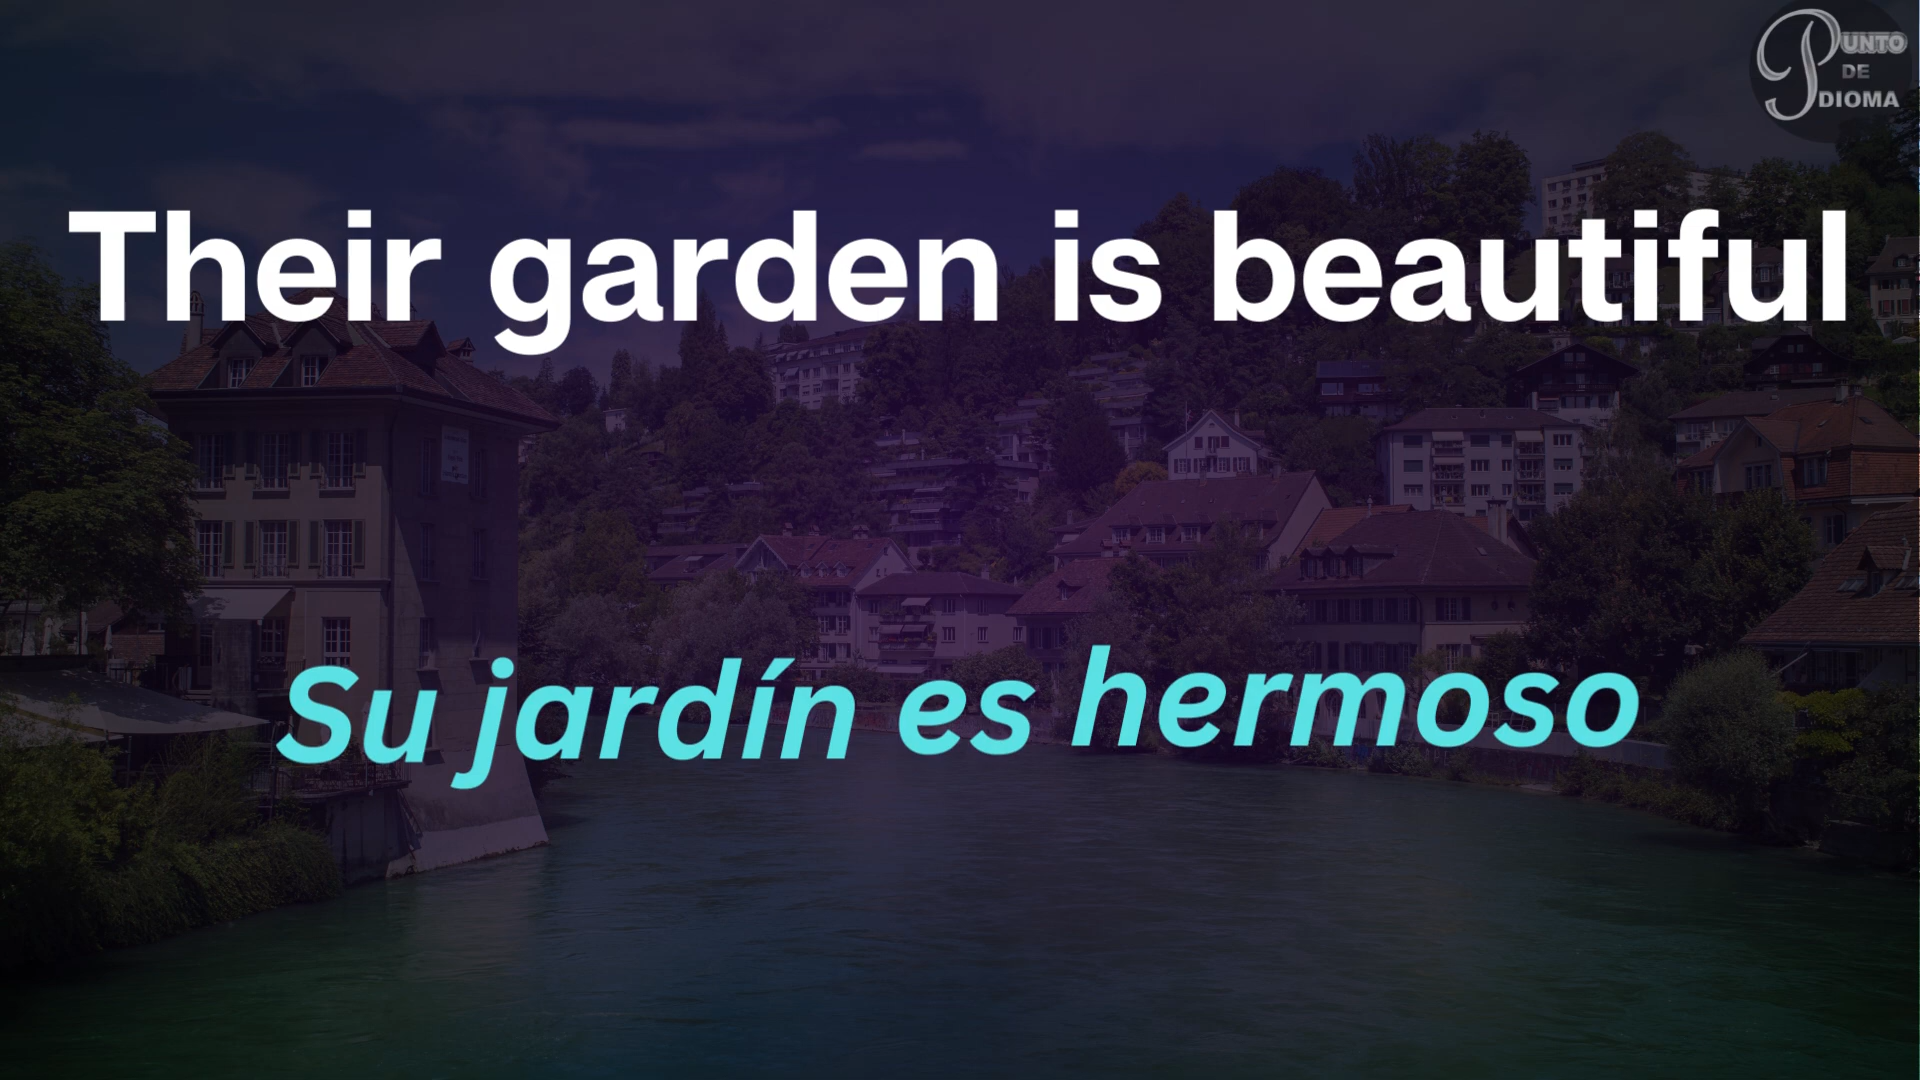 PUNTO
DE
IDIOMA
Their garden is beautiful
Su jardín es hermoso